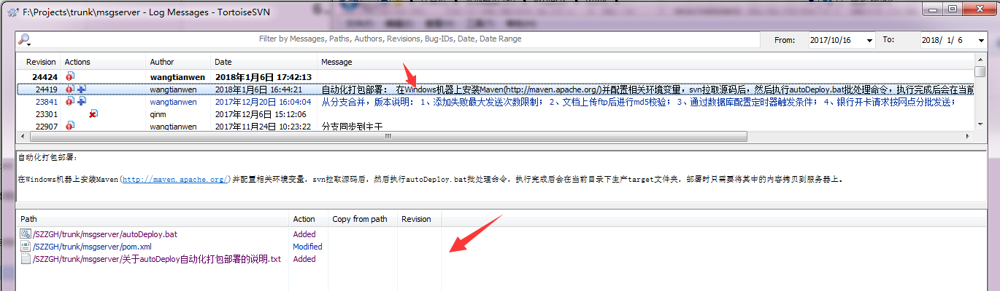 F:\Projects\trunk\msgserver - Log Messages - TortoiseSVN
Filter by Messages, Paths, Authors, Revisions, Bug-IDs, Date, Date Range
From: 2017/10/16 To: 2018/ 1/ 6
Revision Actions Author Date Message
24424 wangtianwen 2018年1月6日 17:42:13
24419 wangtianwen 2018年1月6日 16:44:21 自动化打包部署： 在Windows机器上安装Maven(http://maven.apache.org/)并配置相关环境变量，svn拉取源码后，然后执行autoDeploy.bat批处理命令，执行完成后会在当前
23841 wangtianwen 2017年12月20日 16:04:04 从分支合并，版本说明： 1、添加失败最大发送次数限制； 2、文档上传ftp后进行md5校验； 3、通过数据库配置定时器触发条件； 4、银行开卡请求按网点分批发送；
23301 qinm 2017年12月6日 15:12:06
22907 wangtianwen 2017年11月24日 10:23:22 分支同步到主干
自动化打包部署：
在Windows机器上安装Maven(http://maven.apache.org/)并配置相关环境变量，svn拉取源码后，然后执行autoDeploy.bat批处理命令，执行完成后会在当前目录下生产target文件夹，部署时只需要将其中的内容拷贝到服务器上。
Path Action Copy from path Revision
/SZZGH/trunk/msgserver/autoDeploy.bat Added
/SZZGH/trunk/msgserver/pom.xml Modified
/SZZGH/trunk/msgserver/关于autoDeploy自动化打包部署的说明.txt Added